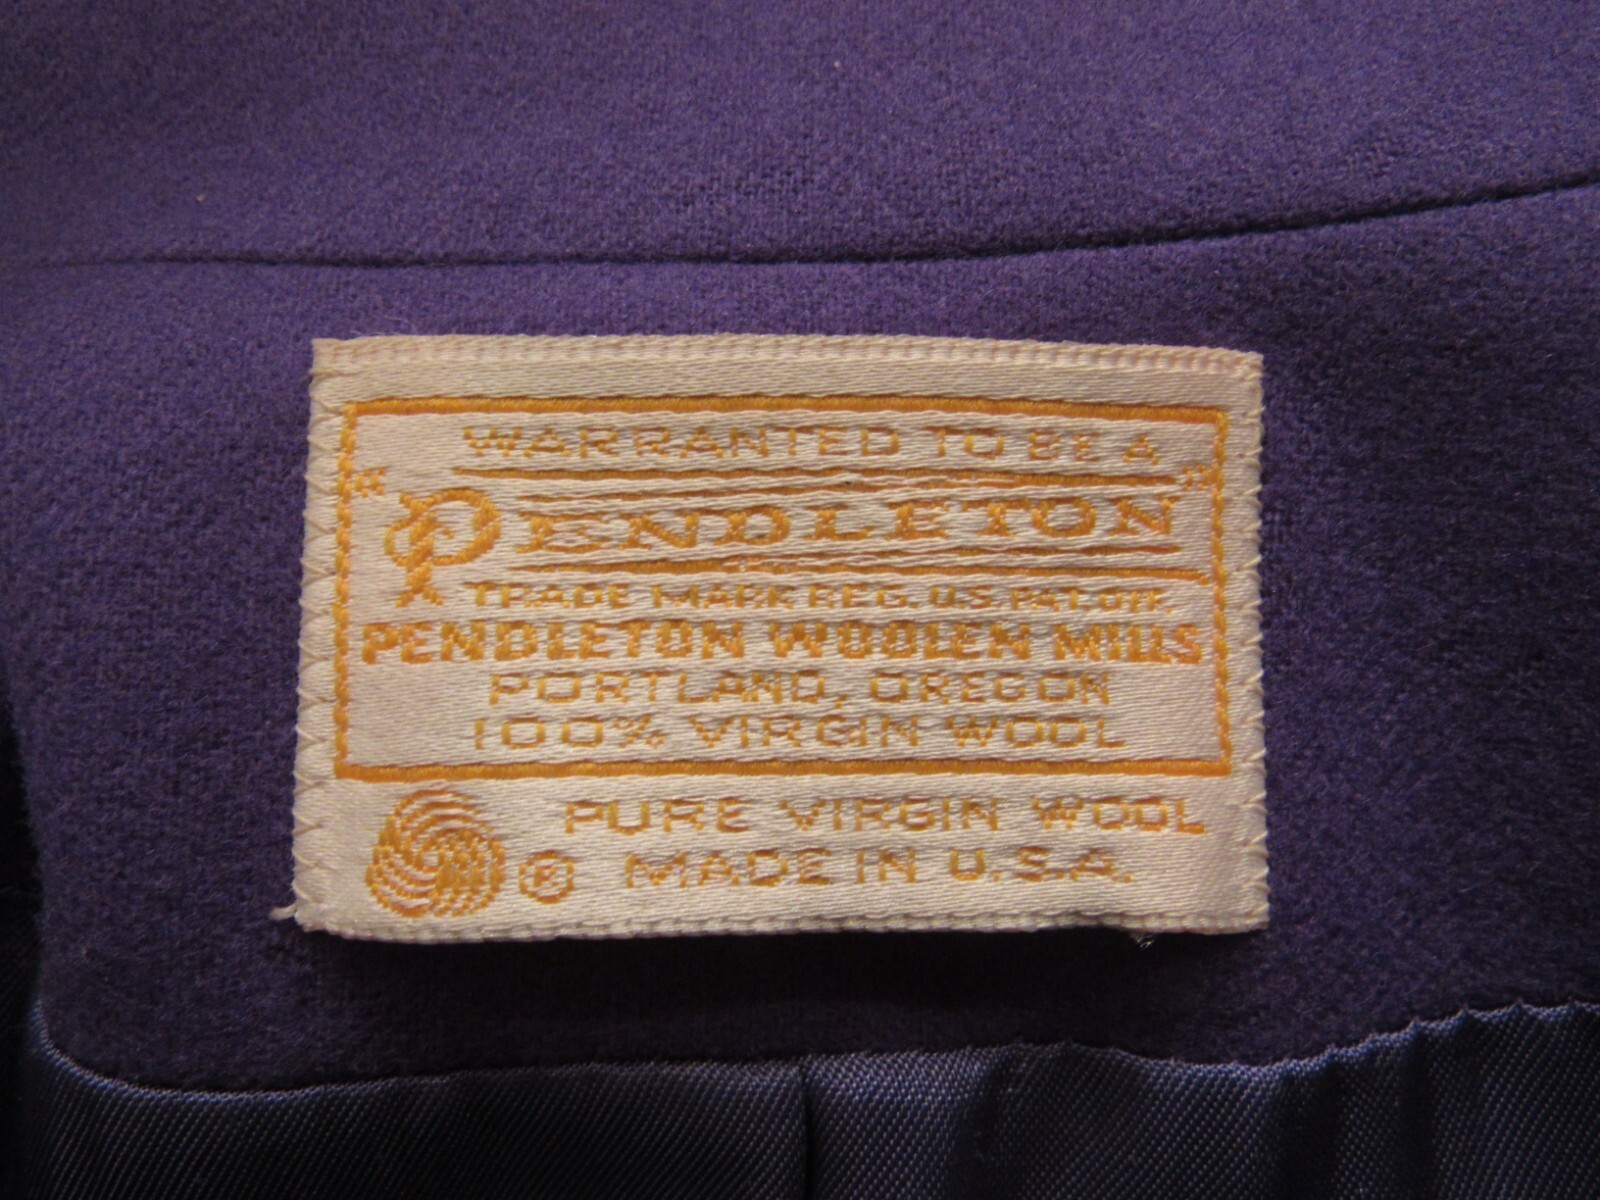 WARRANTED TO BE A
"PENDLETON"
TRADE MARK REG. U.S. PAT. OFF.
PENDLETON WOOLEN MILLS
PORTLAND, OREGON
100% VIRGIN WOOL
PURE VIRGIN WOOL
® MADE IN U.S.A.